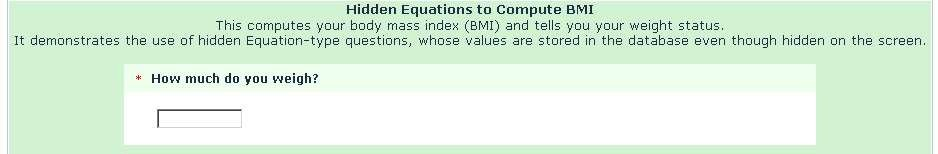 Hidden Equations to Compute BMI
This computes your body mass index (BMI) and tells you your weight status.
It demonstrates the use of hidden Equation-type questions, whose values are stored in the database even though hidden on the screen.
* How much do you weigh?